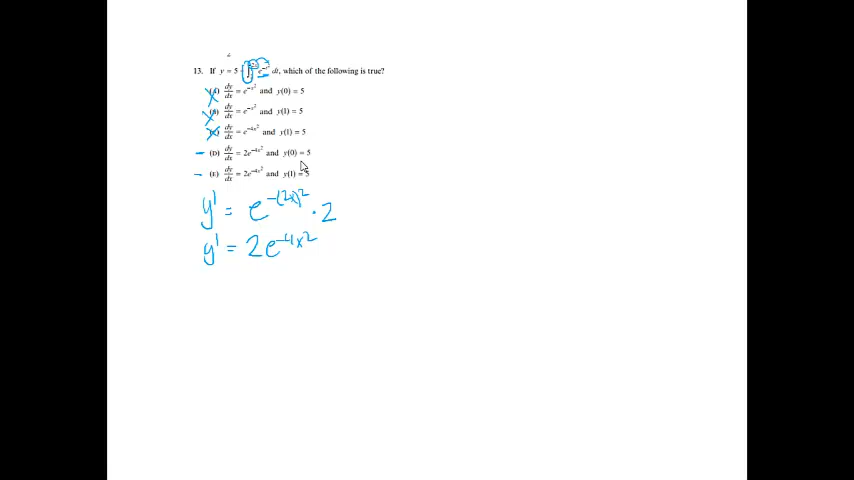 13. If y = 5 + ∫ e^{-t²} dt, which of the following is true?
dy/dx = e^{-x²} and y(0) = 5
dy/dx = e^{-x²} and y(1) = 5
dy/dx = e^{-4x²} and y(1) = 5
(D) dy/dx = 2e^{-4x²} and y(0) = 5
(E) dy/dx = 2e^{-4x²} and y(1) = 5
y' = e^{-(2x)²} · 2
y' = 2e^{-4x²}